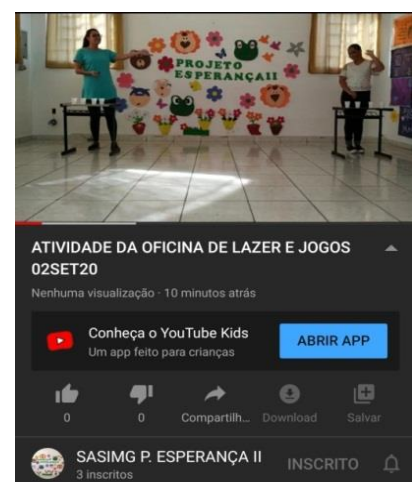 PROJETO
ESPERANÇA II
ATIVIDADE DA OFICINA DE LAZER E JOGOS
02SET20
Nenhuma visualização · 10 minutos atrás
Conheça o YouTube Kids
Um app feito para crianças
ABRIR APP
0
0
Compartilh...
Download
Salvar
SASIMG P. ESPERANÇA II
3 inscritos
INSCRITO